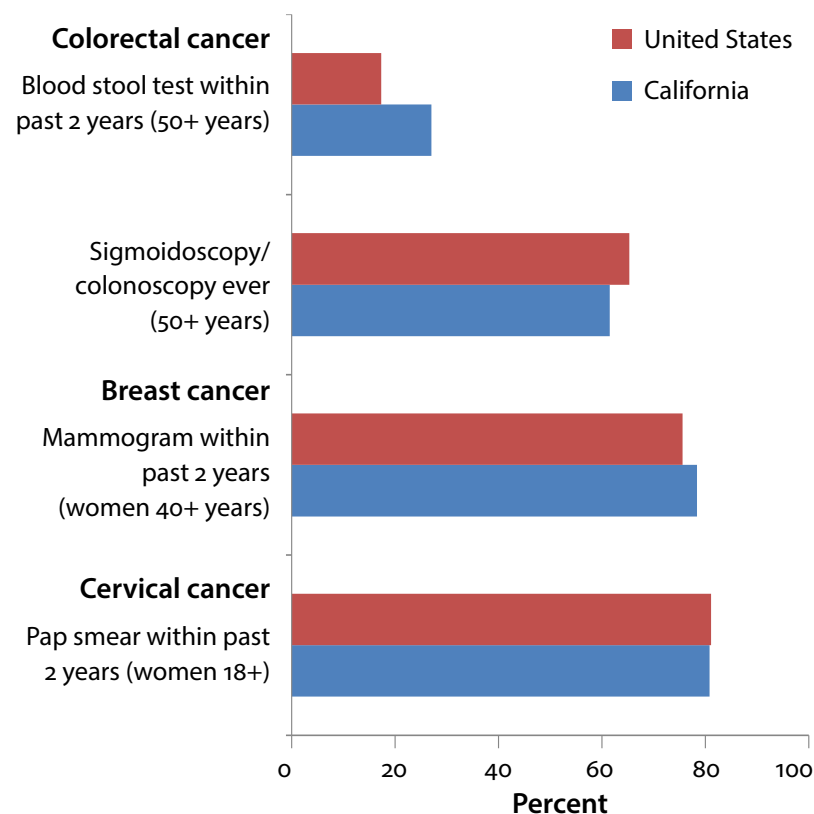 Colorectal cancer
Blood stool test within
past 2 years (50+ years)
United States
California
Sigmoidoscopy/
colonoscopy ever
(50+ years)
Breast cancer
Mammogram within
past 2 years
(women 40+ years)
Cervical cancer
Pap smear within past
2 years (women 18+)
0 20 40 60 80 100
Percent